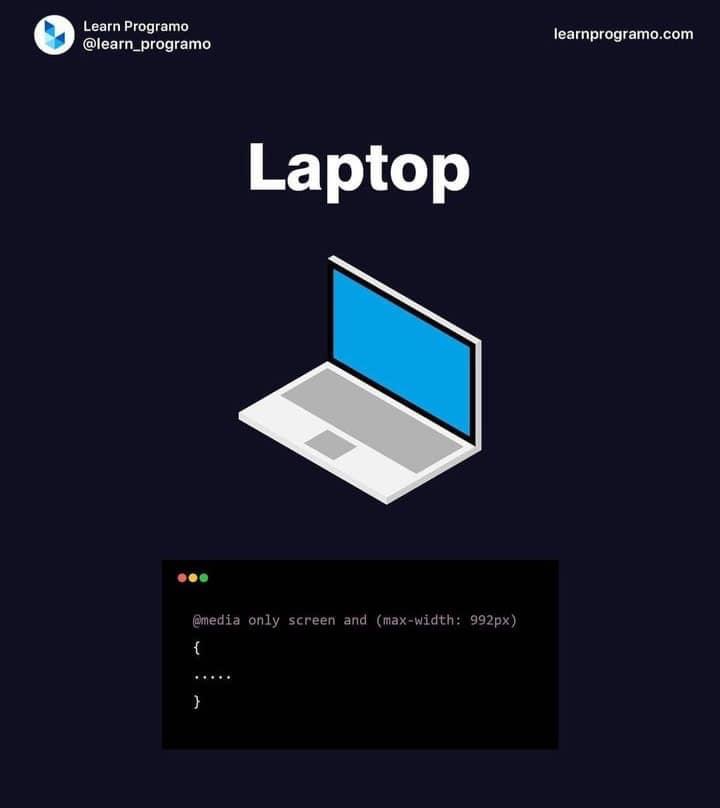 Learn Programo
@learn_programo
learnprogramo.com
Laptop
@media only screen and (max-width: 992px)
{
.....
}